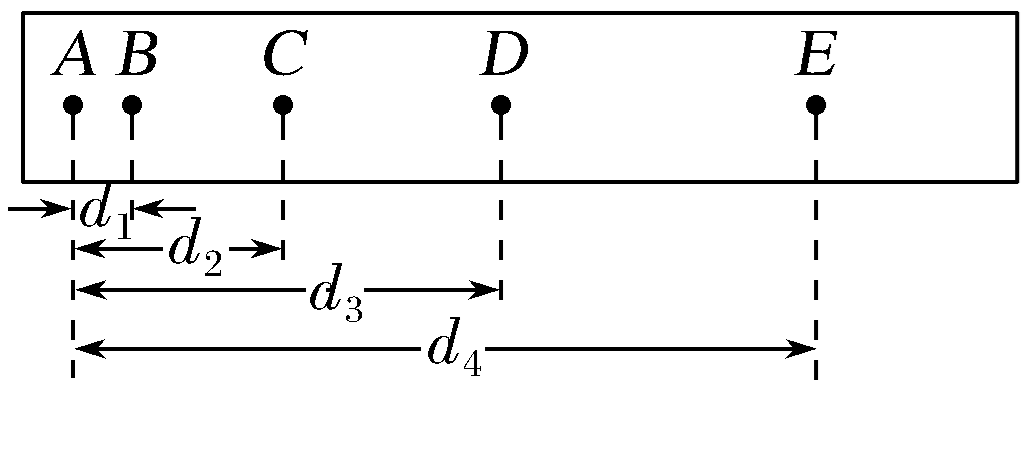 A B C D E
d₁
d₂
d₃
d₄